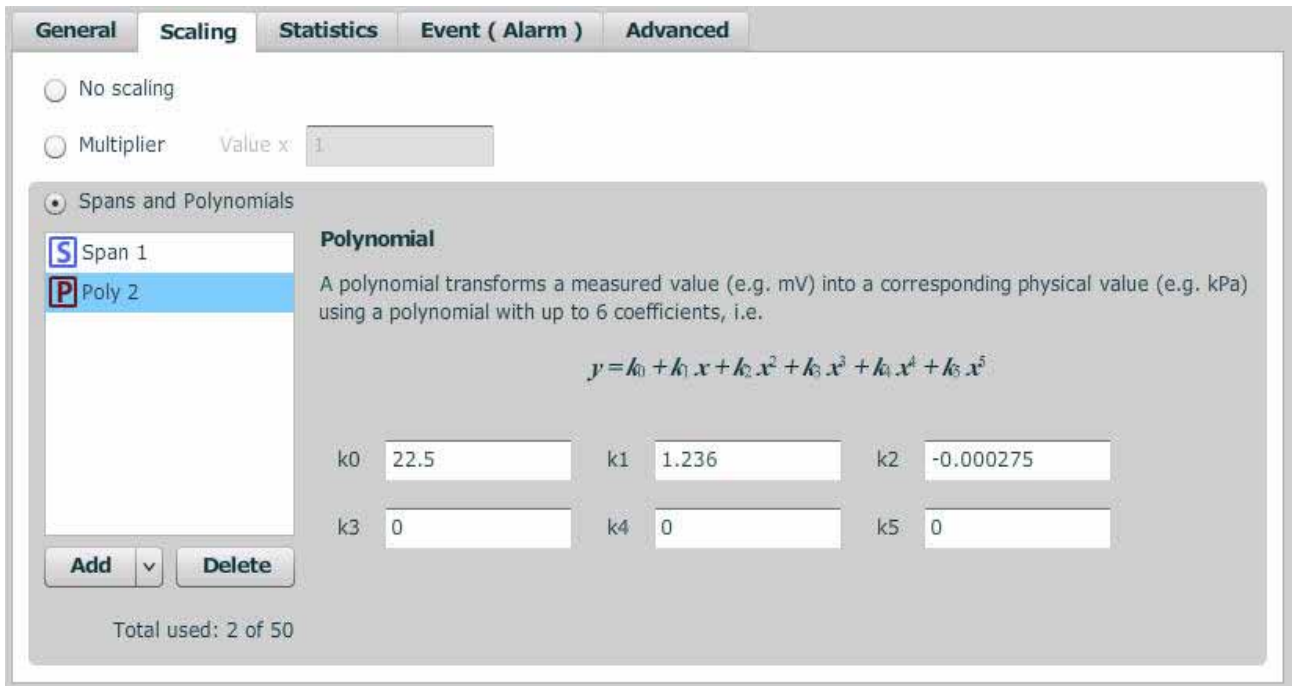 General Scaling Statistics Event ( Alarm ) Advanced
No scaling
Multiplier Value x 1
Spans and Polynomials
S Span 1
P Poly 2
Polynomial
A polynomial transforms a measured value (e.g. mV) into a corresponding physical value (e.g. kPa)
using a polynomial with up to 6 coefficients, i.e.
y = k₀ + k₁ x + k₂ x² + k₃ x³ + k₄ x⁴ + k₅ x⁵
k0 22.5 k1 1.236 k2 -0.000275
k3 0 k4 0 k5 0
Add Delete
Total used: 2 of 50